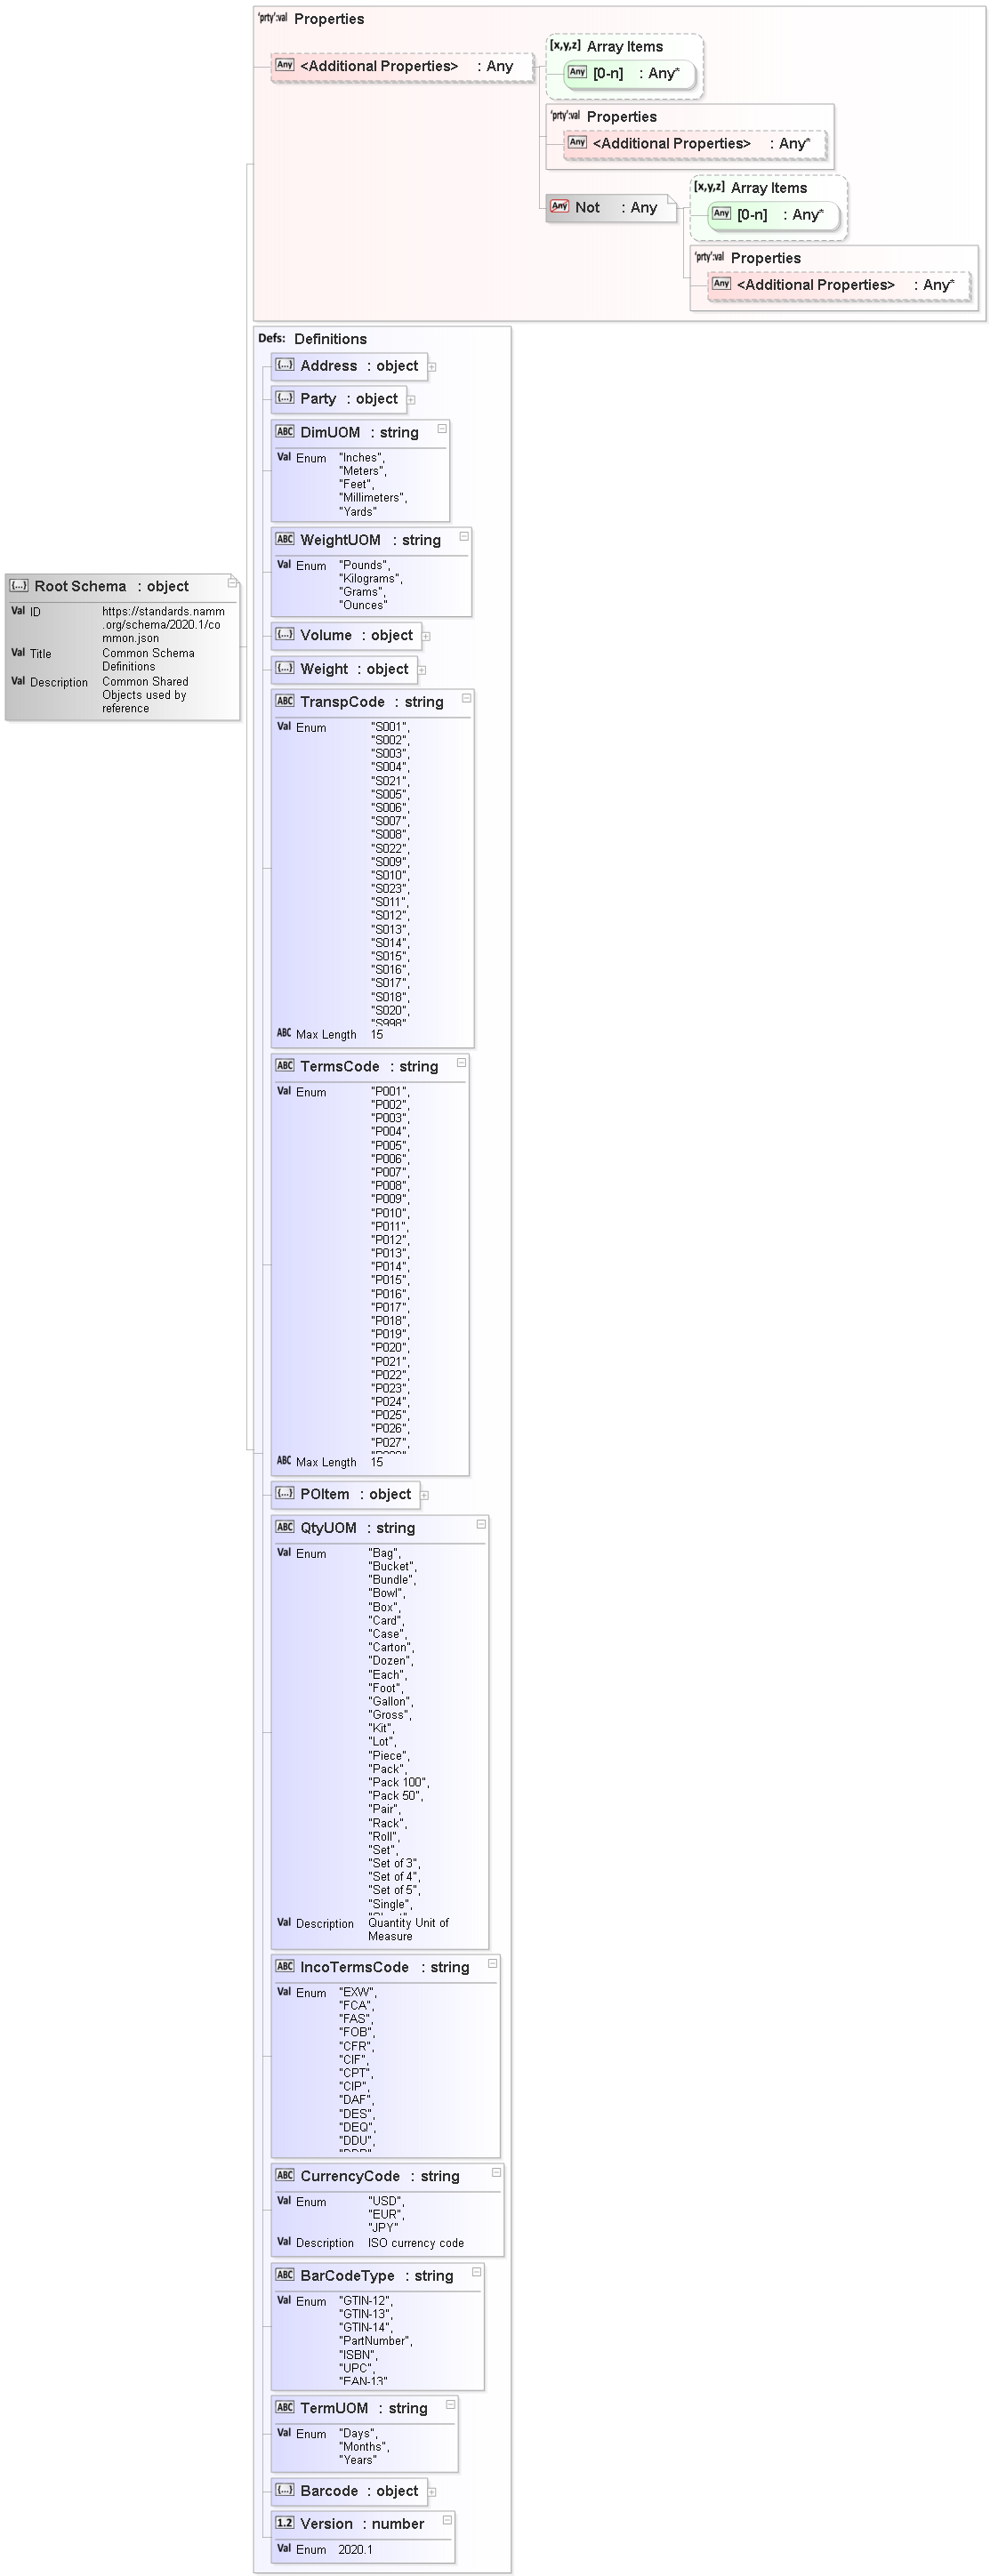 'prty':val Properties
Any <Additional Properties> : Any
[x,y,z] Array Items
Any [0-n] : Any*
'prty':val Properties
Any <Additional Properties> : Any*
Any Not : Any
[x,y,z] Array Items
Any [0-n] : Any*
'prty':val Properties
Any <Additional Properties> : Any*
{...} Root Schema : object
Val ID https://standards.namm
.org/schema/2020.1/co
mmon.json
Val Title Common Schema
Definitions
Val Description Common Shared
Objects used by
reference
Defs: Definitions
{...} Address : object
{...} Party : object
ABC DimUOM : string
Val Enum "Inches",
"Meters",
"Feet",
"Millimeters",
"Yards"
ABC WeightUOM : string
Val Enum "Pounds",
"Kilograms",
"Grams",
"Ounces"
{...} Volume : object
{...} Weight : object
ABC TranspCode : string
Val Enum "S001",
"S002",
"S003",
"S004",
"S021",
"S005",
"S006",
"S007",
"S008",
"S022",
"S009",
"S010",
"S023",
"S011",
"S012",
"S013",
"S014",
"S015",
"S016",
"S017",
"S018",
"S020",
"S998"
ABC Max Length 15
ABC TermsCode : string
Val Enum "P001",
"P002",
"P003",
"P004",
"P005",
"P006",
"P007",
"P008",
"P009",
"P010",
"P011",
"P012",
"P013",
"P014",
"P015",
"P016",
"P017",
"P018",
"P019",
"P020",
"P021",
"P022",
"P023",
"P024",
"P025",
"P026",
"P027",
ABC Max Length 15
{...} POItem : object
ABC QtyUOM : string
Val Enum "Bag",
"Bucket",
"Bundle",
"Bowl",
"Box",
"Card",
"Case",
"Carton",
"Dozen",
"Each",
"Foot",
"Gallon",
"Gross",
"Kit",
"Lot",
"Piece",
"Pack",
"Pack 100",
"Pack 50",
"Pair",
"Rack",
"Roll",
"Set",
"Set of 3",
"Set of 4",
"Set of 5",
"Single",
Val Description Quantity Unit of
Measure
ABC IncoTermsCode : string
Val Enum "EXW",
"FCA",
"FAS",
"FOB",
"CFR",
"CIF",
"CPT",
"CIP",
"DAF",
"DES",
"DEQ",
"DDU",
ABC CurrencyCode : string
Val Enum "USD",
"EUR",
"JPY"
Val Description ISO currency code
ABC BarCodeType : string
Val Enum "GTIN-12",
"GTIN-13",
"GTIN-14",
"PartNumber",
"ISBN",
"UPC",
"EAN-13"
ABC TermUOM : string
Val Enum "Days",
"Months",
"Years"
{...} Barcode : object
1.2 Version : number
Val Enum 2020.1